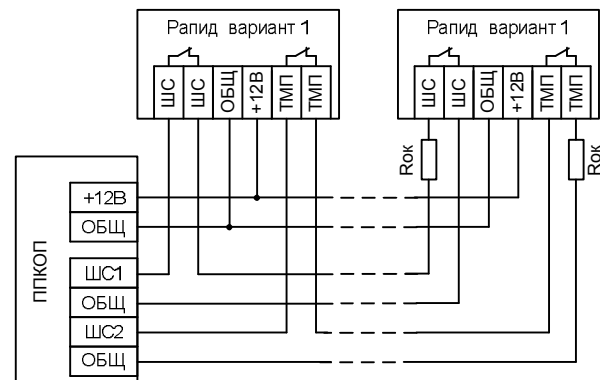 Рапид вариант 1
ШС
ШС
ОБЩ
+12В
ТМП
ТМП
Рапид вариант 1
ШС
ШС
ОБЩ
+12В
ТМП
ТМП
Rок
Rок
ППКОП
+12В
ОБЩ
ШС1
ОБЩ
ШС2
ОБЩ